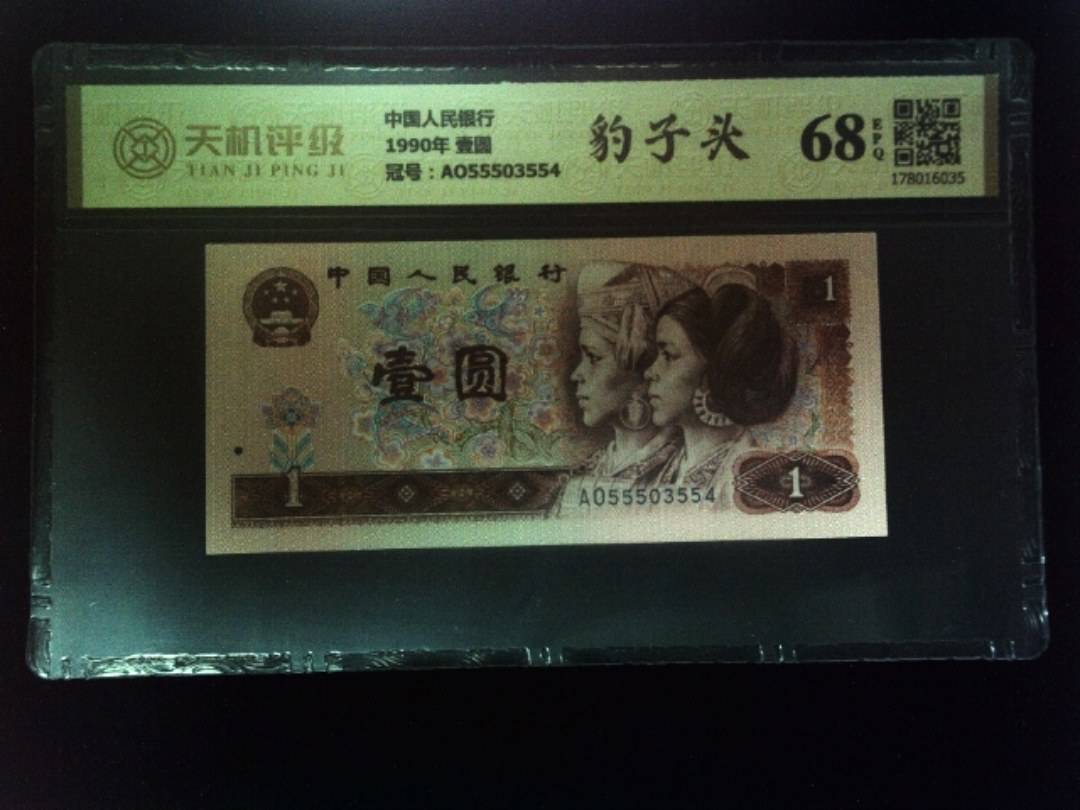 天机评级
TIAN JI PING JI
中国人民银行
1990年 壹圆
冠号：AO55503554
豹子头
68
EPQ
178016035
中国人民银行
1
壹圆
1
AO55503554
1